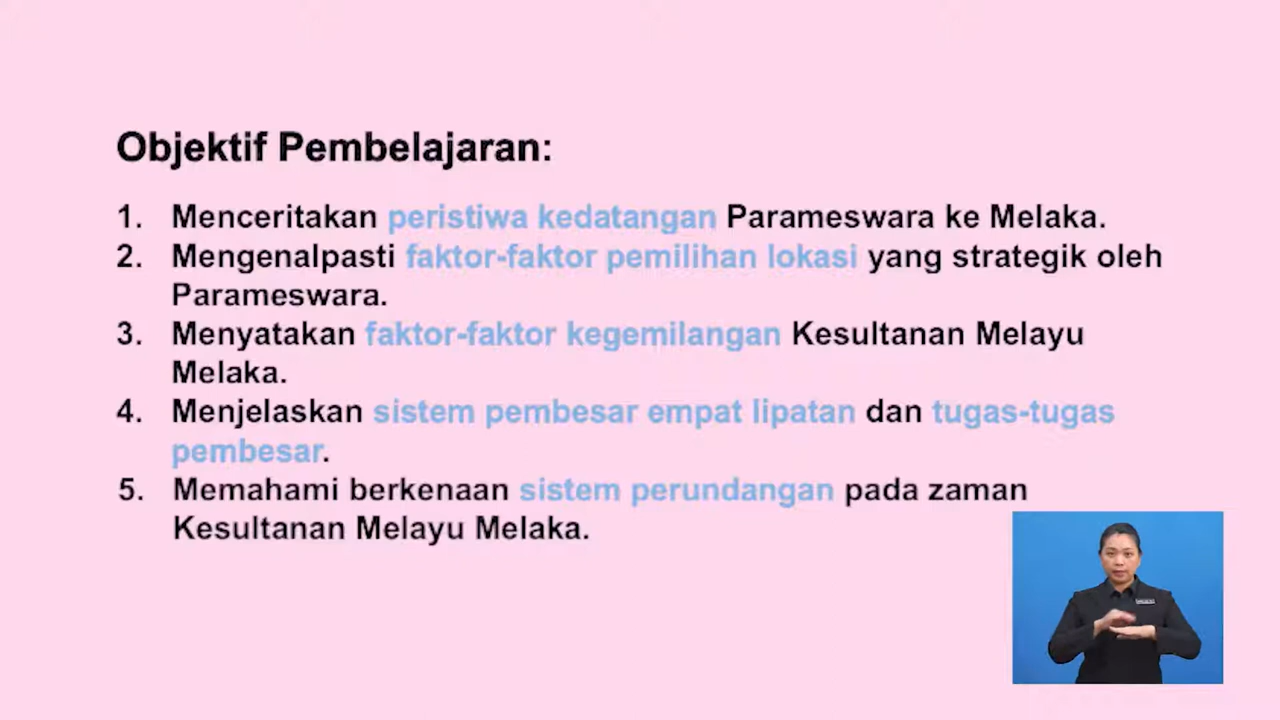 Objektif Pembelajaran:
1. Menceritakan peristiwa kedatangan Parameswara ke Melaka.
2. Mengenalpasti faktor-faktor pemilihan lokasi yang strategik oleh
Parameswara.
3. Menyatakan faktor-faktor kegemilangan Kesultanan Melayu
Melaka.
4. Menjelaskan sistem pembesar empat lipatan dan tugas-tugas
pembesar.
5. Memahami berkenaan sistem perundangan pada zaman
Kesultanan Melayu Melaka.